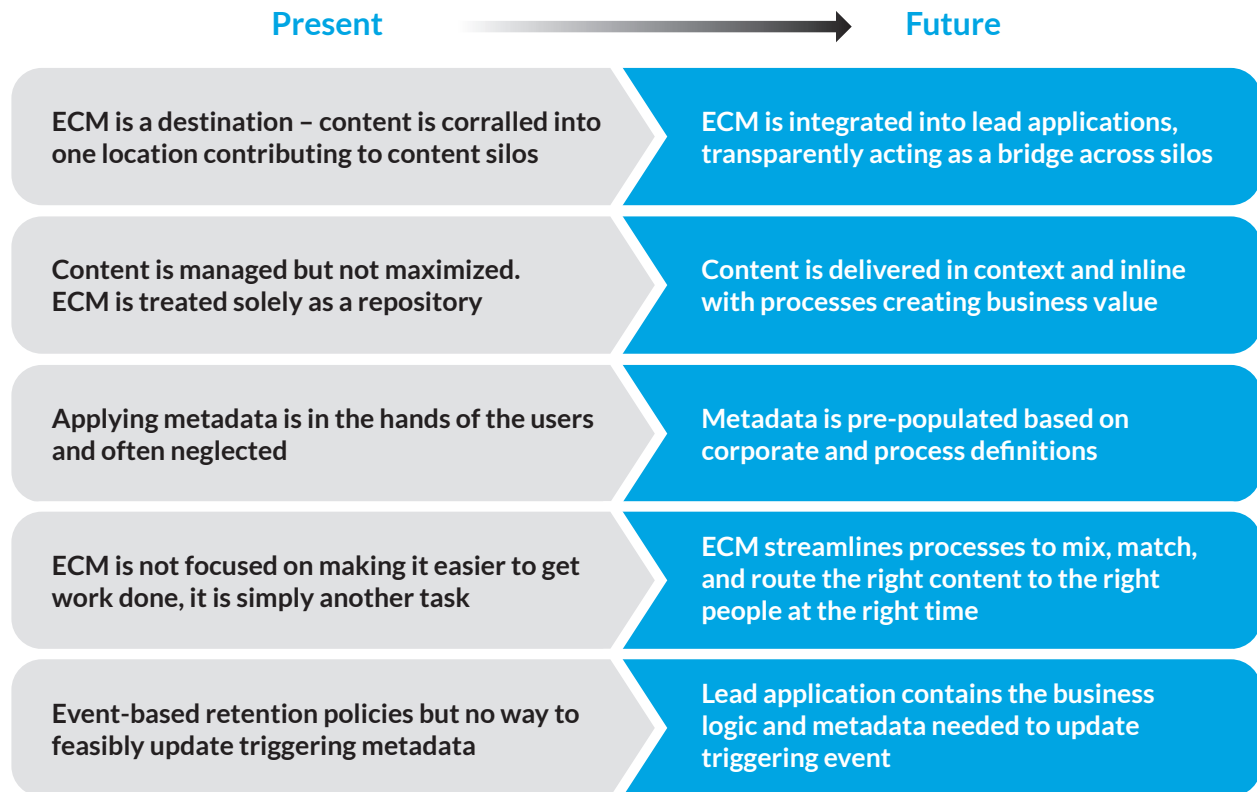 Present
Future
ECM is a destination – content is corralled into
one location contributing to content silos
ECM is integrated into lead applications,
transparently acting as a bridge across silos
Content is managed but not maximized.
ECM is treated solely as a repository
Content is delivered in context and inline
with processes creating business value
Applying metadata is in the hands of the users
and often neglected
Metadata is pre-populated based on
corporate and process definitions
ECM is not focused on making it easier to get
work done, it is simply another task
ECM streamlines processes to mix, match,
and route the right content to the right
people at the right time
Event-based retention policies but no way to
feasibly update triggering metadata
Lead application contains the business
logic and metadata needed to update
triggering event